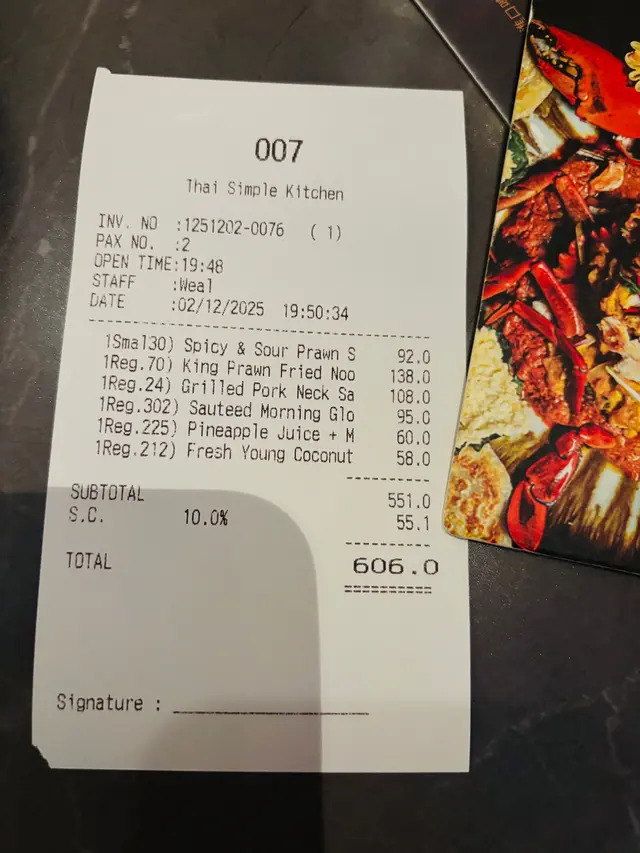 007
Thai Simple Kitchen
INV. NO :1251202-0076 ( 1)
PAX NO. :2
OPEN TIME:19:48
STAFF :Weal
DATE :02/12/2025 19:50:34
1Smal30) Spicy & Sour Prawn S 92.0
1Reg.70) King Prawn Fried Noo 138.0
1Reg.24) Grilled Pork Neck Sa 108.0
1Reg.302) Sauteed Morning Glo 95.0
1Reg.225) Pineapple Juice + M 60.0
1Reg.212) Fresh Young Coconut 58.0
SUBTOTAL 551.0
S.C. 10.0% 55.1
TOTAL 606.0
Signature :